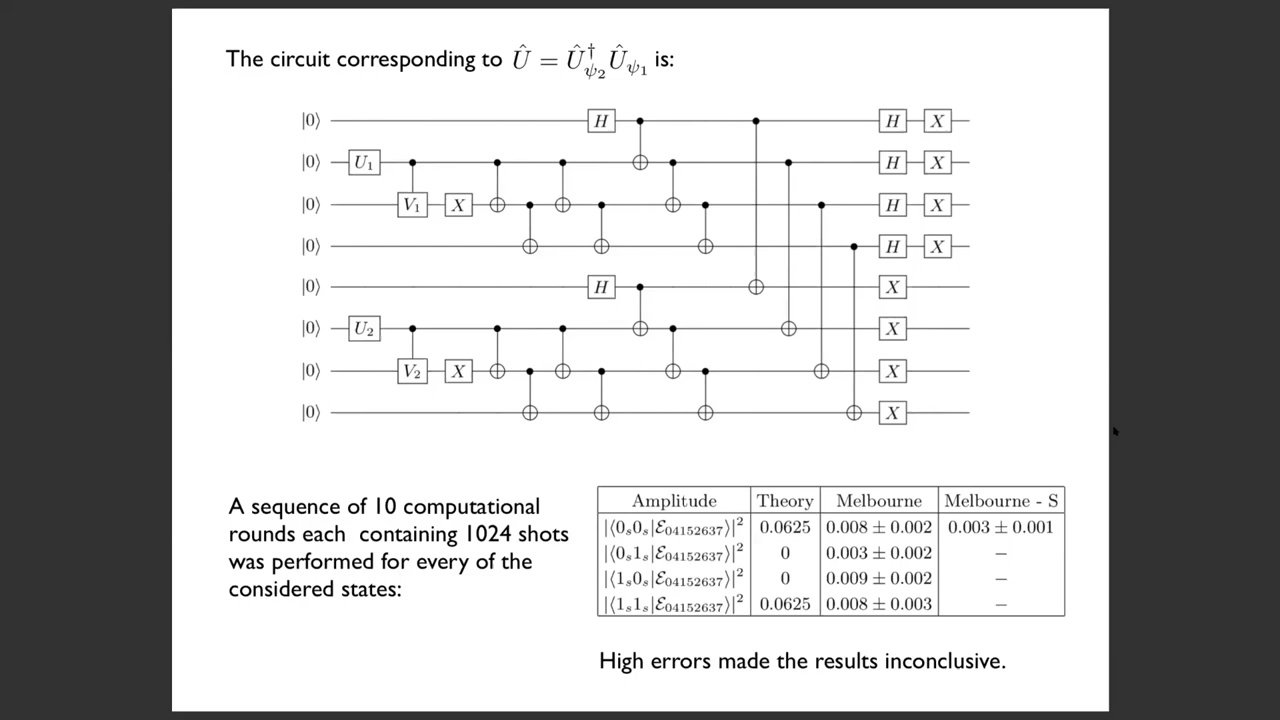 The circuit corresponding to Û = Û†ψ₂ Ûψ₁ is:
|0⟩ H H X
|0⟩ U₁ H X
|0⟩ V₁ X H X
|0⟩ H X
|0⟩ H X
|0⟩ U₂ X
|0⟩ V₂ X X
|0⟩ X
A sequence of 10 computational
rounds each containing 1024 shots
was performed for every of the
considered states:
Amplitude Theory Melbourne Melbourne - S
|⟨0ₛ0ₛ|ℰ₀₄₁₅₂₆₃₇⟩|² 0.0625 0.008 ± 0.002 0.003 ± 0.001
|⟨0ₛ1ₛ|ℰ₀₄₁₅₂₆₃₇⟩|² 0 0.003 ± 0.002 −
|⟨1ₛ0ₛ|ℰ₀₄₁₅₂₆₃₇⟩|² 0 0.009 ± 0.002 −
|⟨1ₛ1ₛ|ℰ₀₄₁₅₂₆₃₇⟩|² 0.0625 0.008 ± 0.003 −
High errors made the results inconclusive.